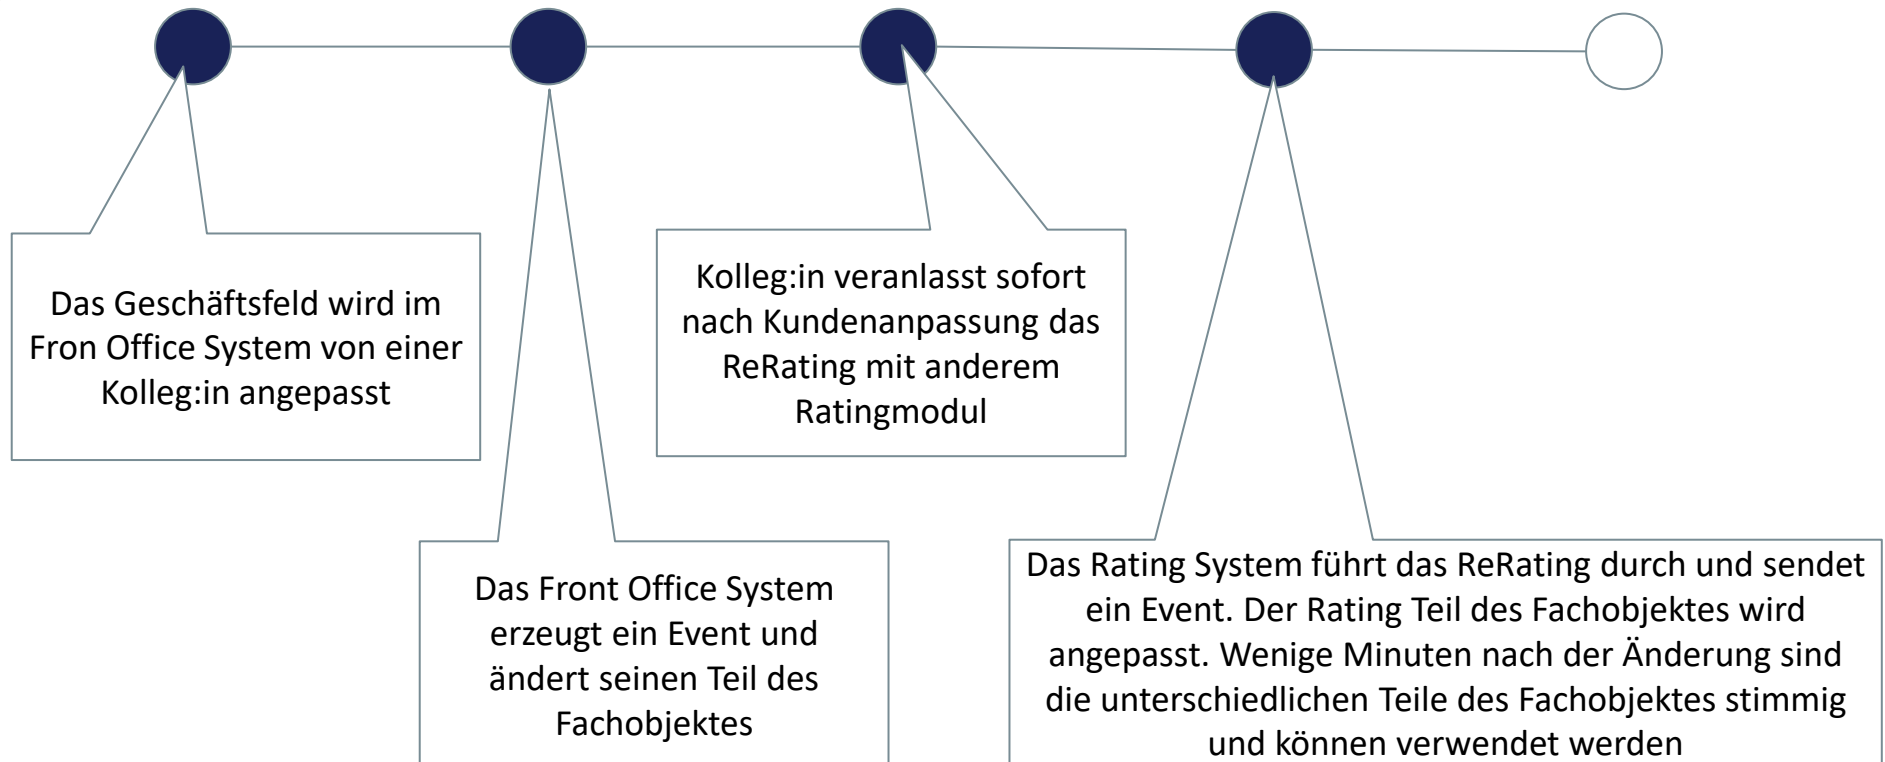 Das Geschäftsfeld wird im
Fron Office System von einer
Kolleg:in angepasst
Das Front Office System
erzeugt ein Event und
ändert seinen Teil des
Fachobjektes
Kolleg:in veranlasst sofort
nach Kundenanpassung das
ReRating mit anderem
Ratingmodul
Das Rating System führt das ReRating durch und sendet
ein Event. Der Rating Teil des Fachobjektes wird
angepasst. Wenige Minuten nach der Änderung sind
die unterschiedlichen Teile des Fachobjektes stimmig
und können verwendet werden